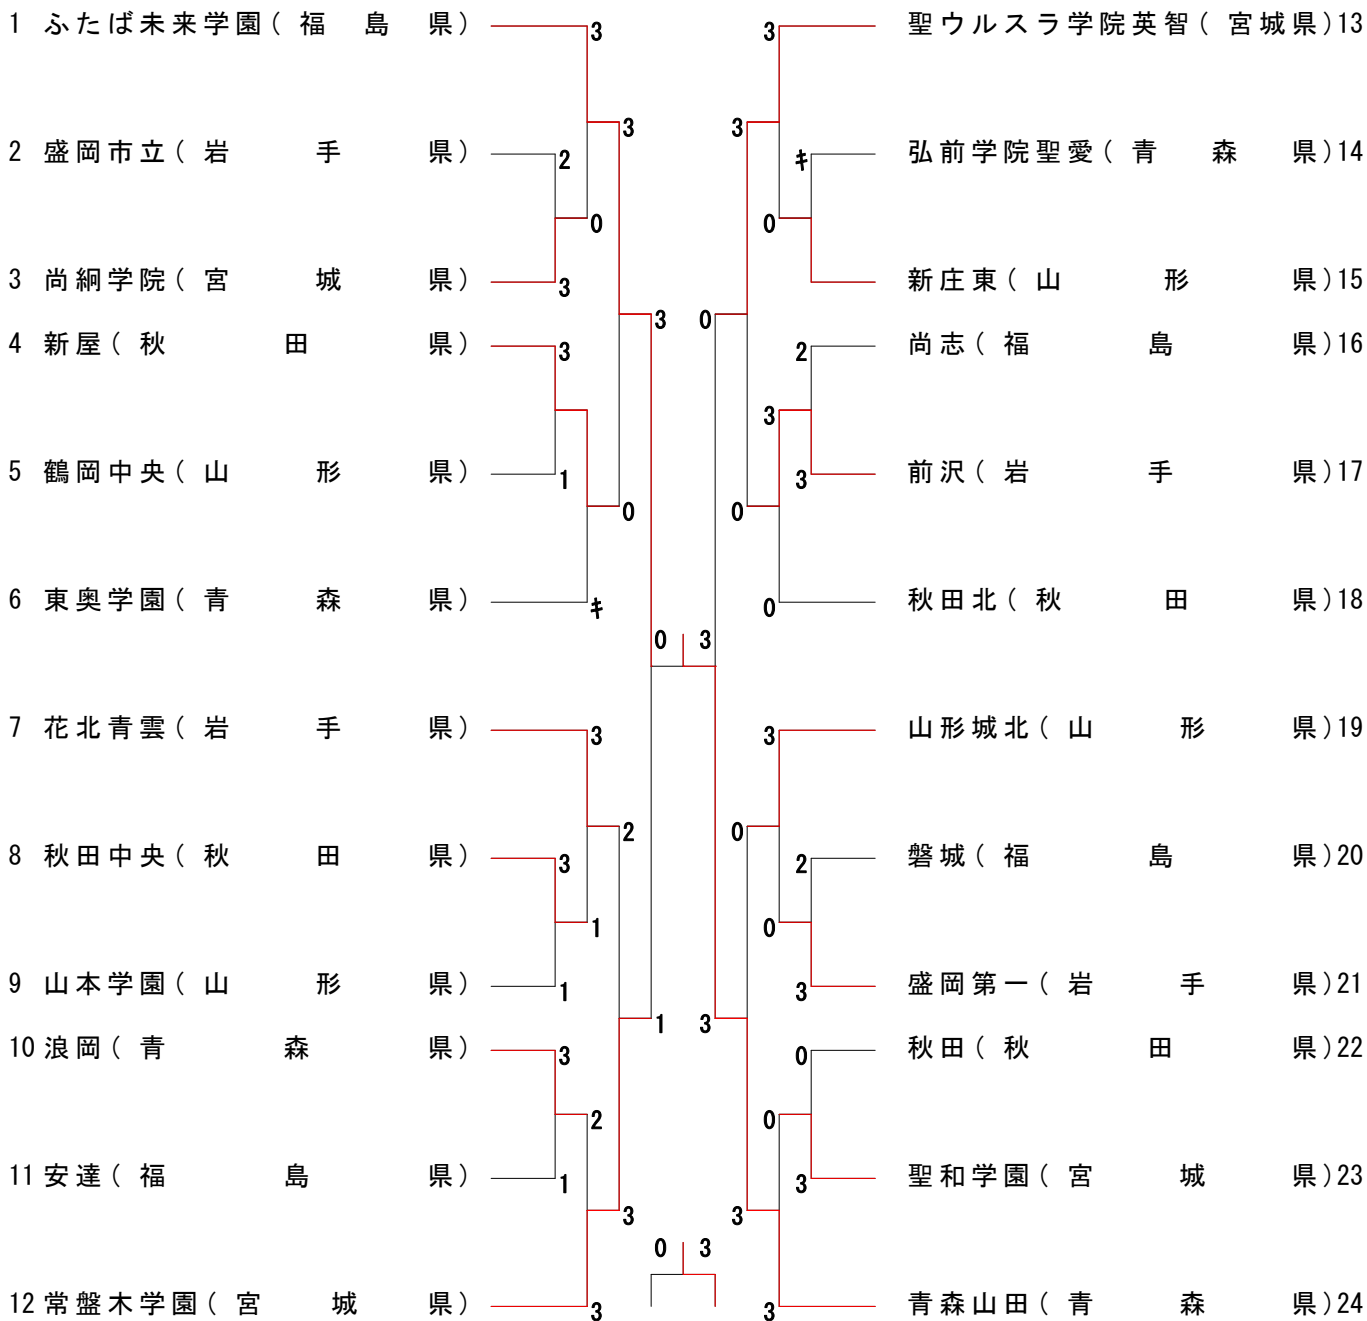 1 ふたば未来学園(福島県) 3
3 聖ウルスラ学院英智(宮城県)13
3
3
2 盛岡市立(岩手県) 2
キ 弘前学院聖愛(青森県)14
0
0
3 尚絅学院(宮城県) 3
新庄東(山形県)15
3
0
4 新屋(秋田県) 3
2 尚志(福島県)16
3
5 鶴岡中央(山形県) 1
3 前沢(岩手県)17
0
0
6 東奥学園(青森県) キ
0 秋田北(秋田県)18
0 3
7 花北青雲(岩手県) 3
3 山形城北(山形県)19
2
0
8 秋田中央(秋田県) 3
2 磐城(福島県)20
1
0
9 山本学園(山形県) 1
3 盛岡第一(岩手県)21
1
3
10 浪岡(青森県) 3
0 秋田(秋田県)22
2
0
11 安達(福島県) 1
3 聖和学園(宮城県)23
3
3
0 3
12 常盤木学園(宮城県) 3
3 青森山田(青森県)24